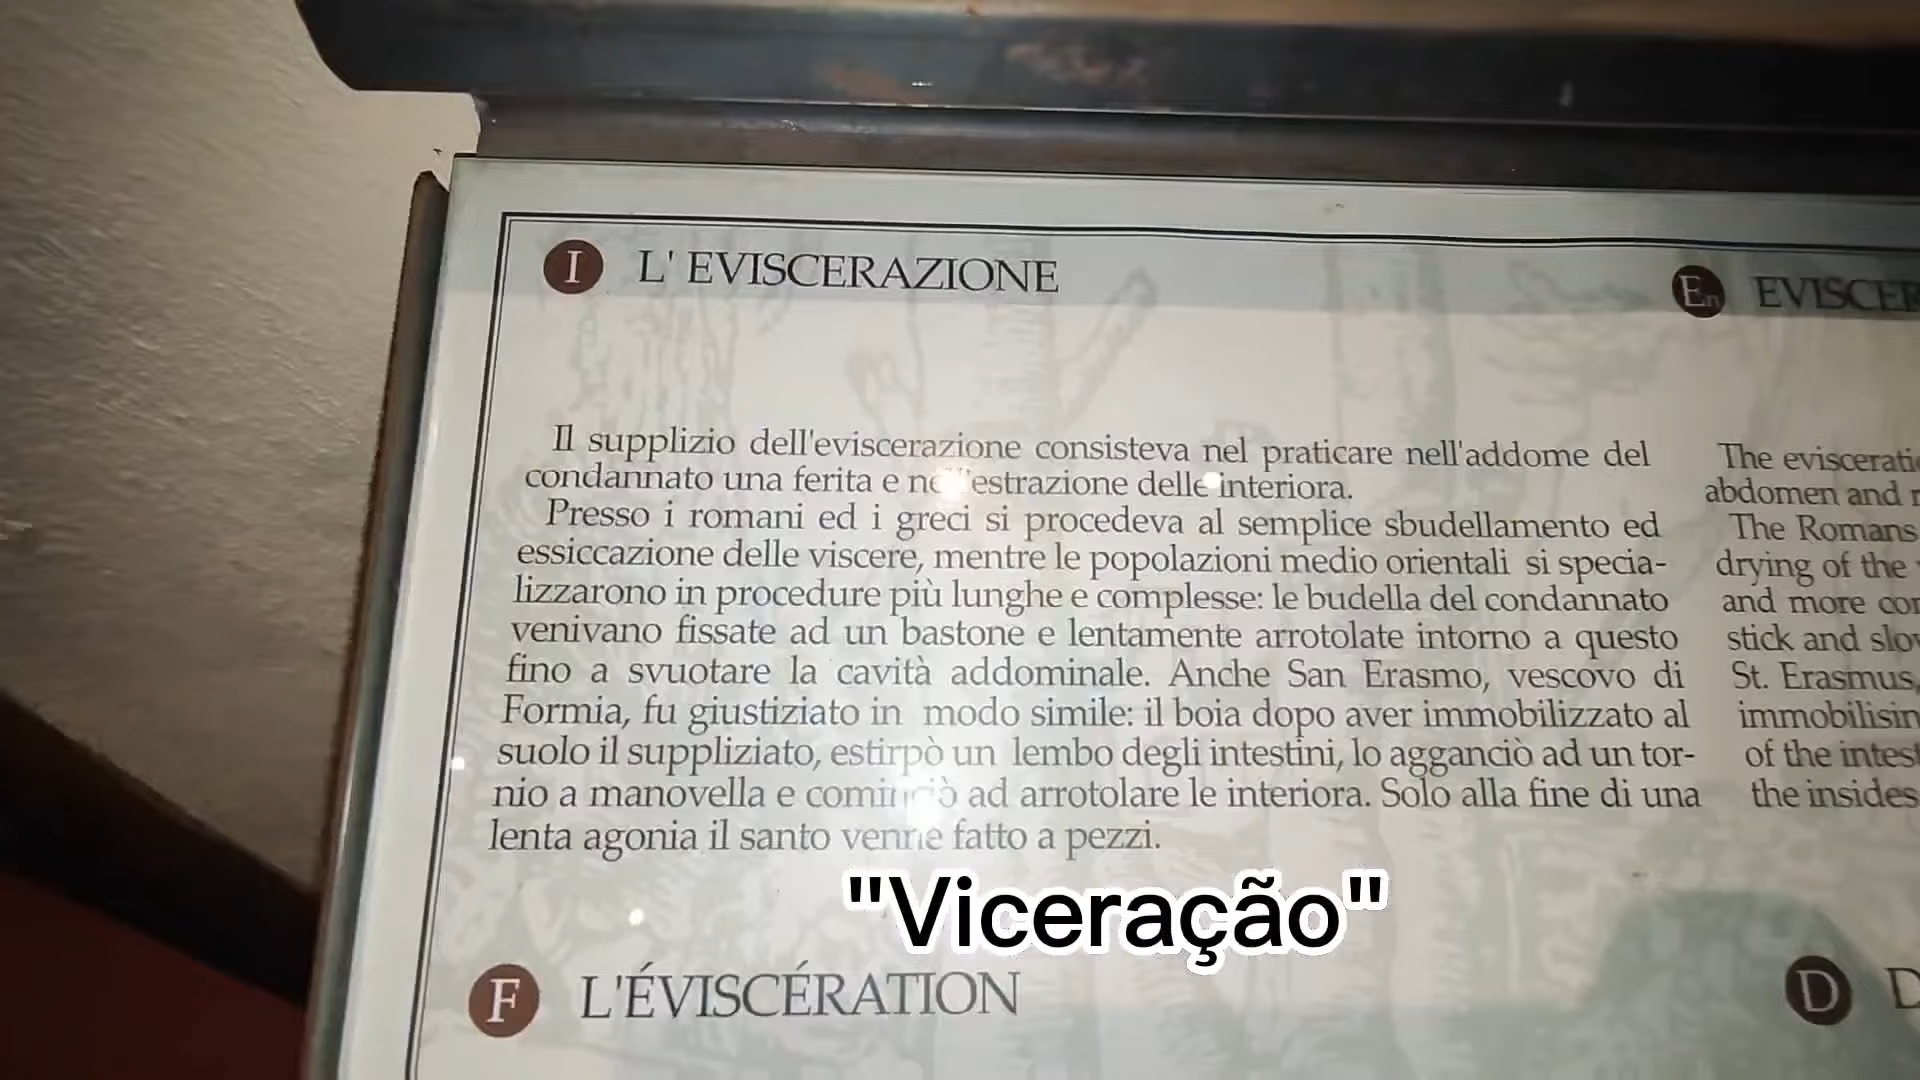 I L' EVISCERAZIONE
Il supplizio dell'eviscerazione consisteva nel praticare nell'addome del
condannato una ferita e nell'estrazione delle interiora.
Presso i romani ed i greci si procedeva al semplice sbudellamento ed
essiccazione delle viscere, mentre le popolazioni medio orientali si specia-
lizzarono in procedure più lunghe e complesse: le budella del condannato
venivano fissate ad un bastone e lentamente arrotolate intorno a questo
fino a svuotare la cavità addominale. Anche San Erasmo, vescovo di
Formia, fu giustiziato in modo simile: il boia dopo aver immobilizzato al
suolo il suppliziato, estirpò un lembo degli intestini, lo agganciò ad un tor-
nio a manovella e cominciò ad arrotolare le interiora. Solo alla fine di una
lenta agonia il santo venne fatto a pezzi.
En EVISCER
The eviscerati
abdomen and
The Romans
drying of the
and more
stick and
St. Erasmus,
immobilisin
of the intest
the insides
"Viceração"
F L'ÉVISCÉRATION
D